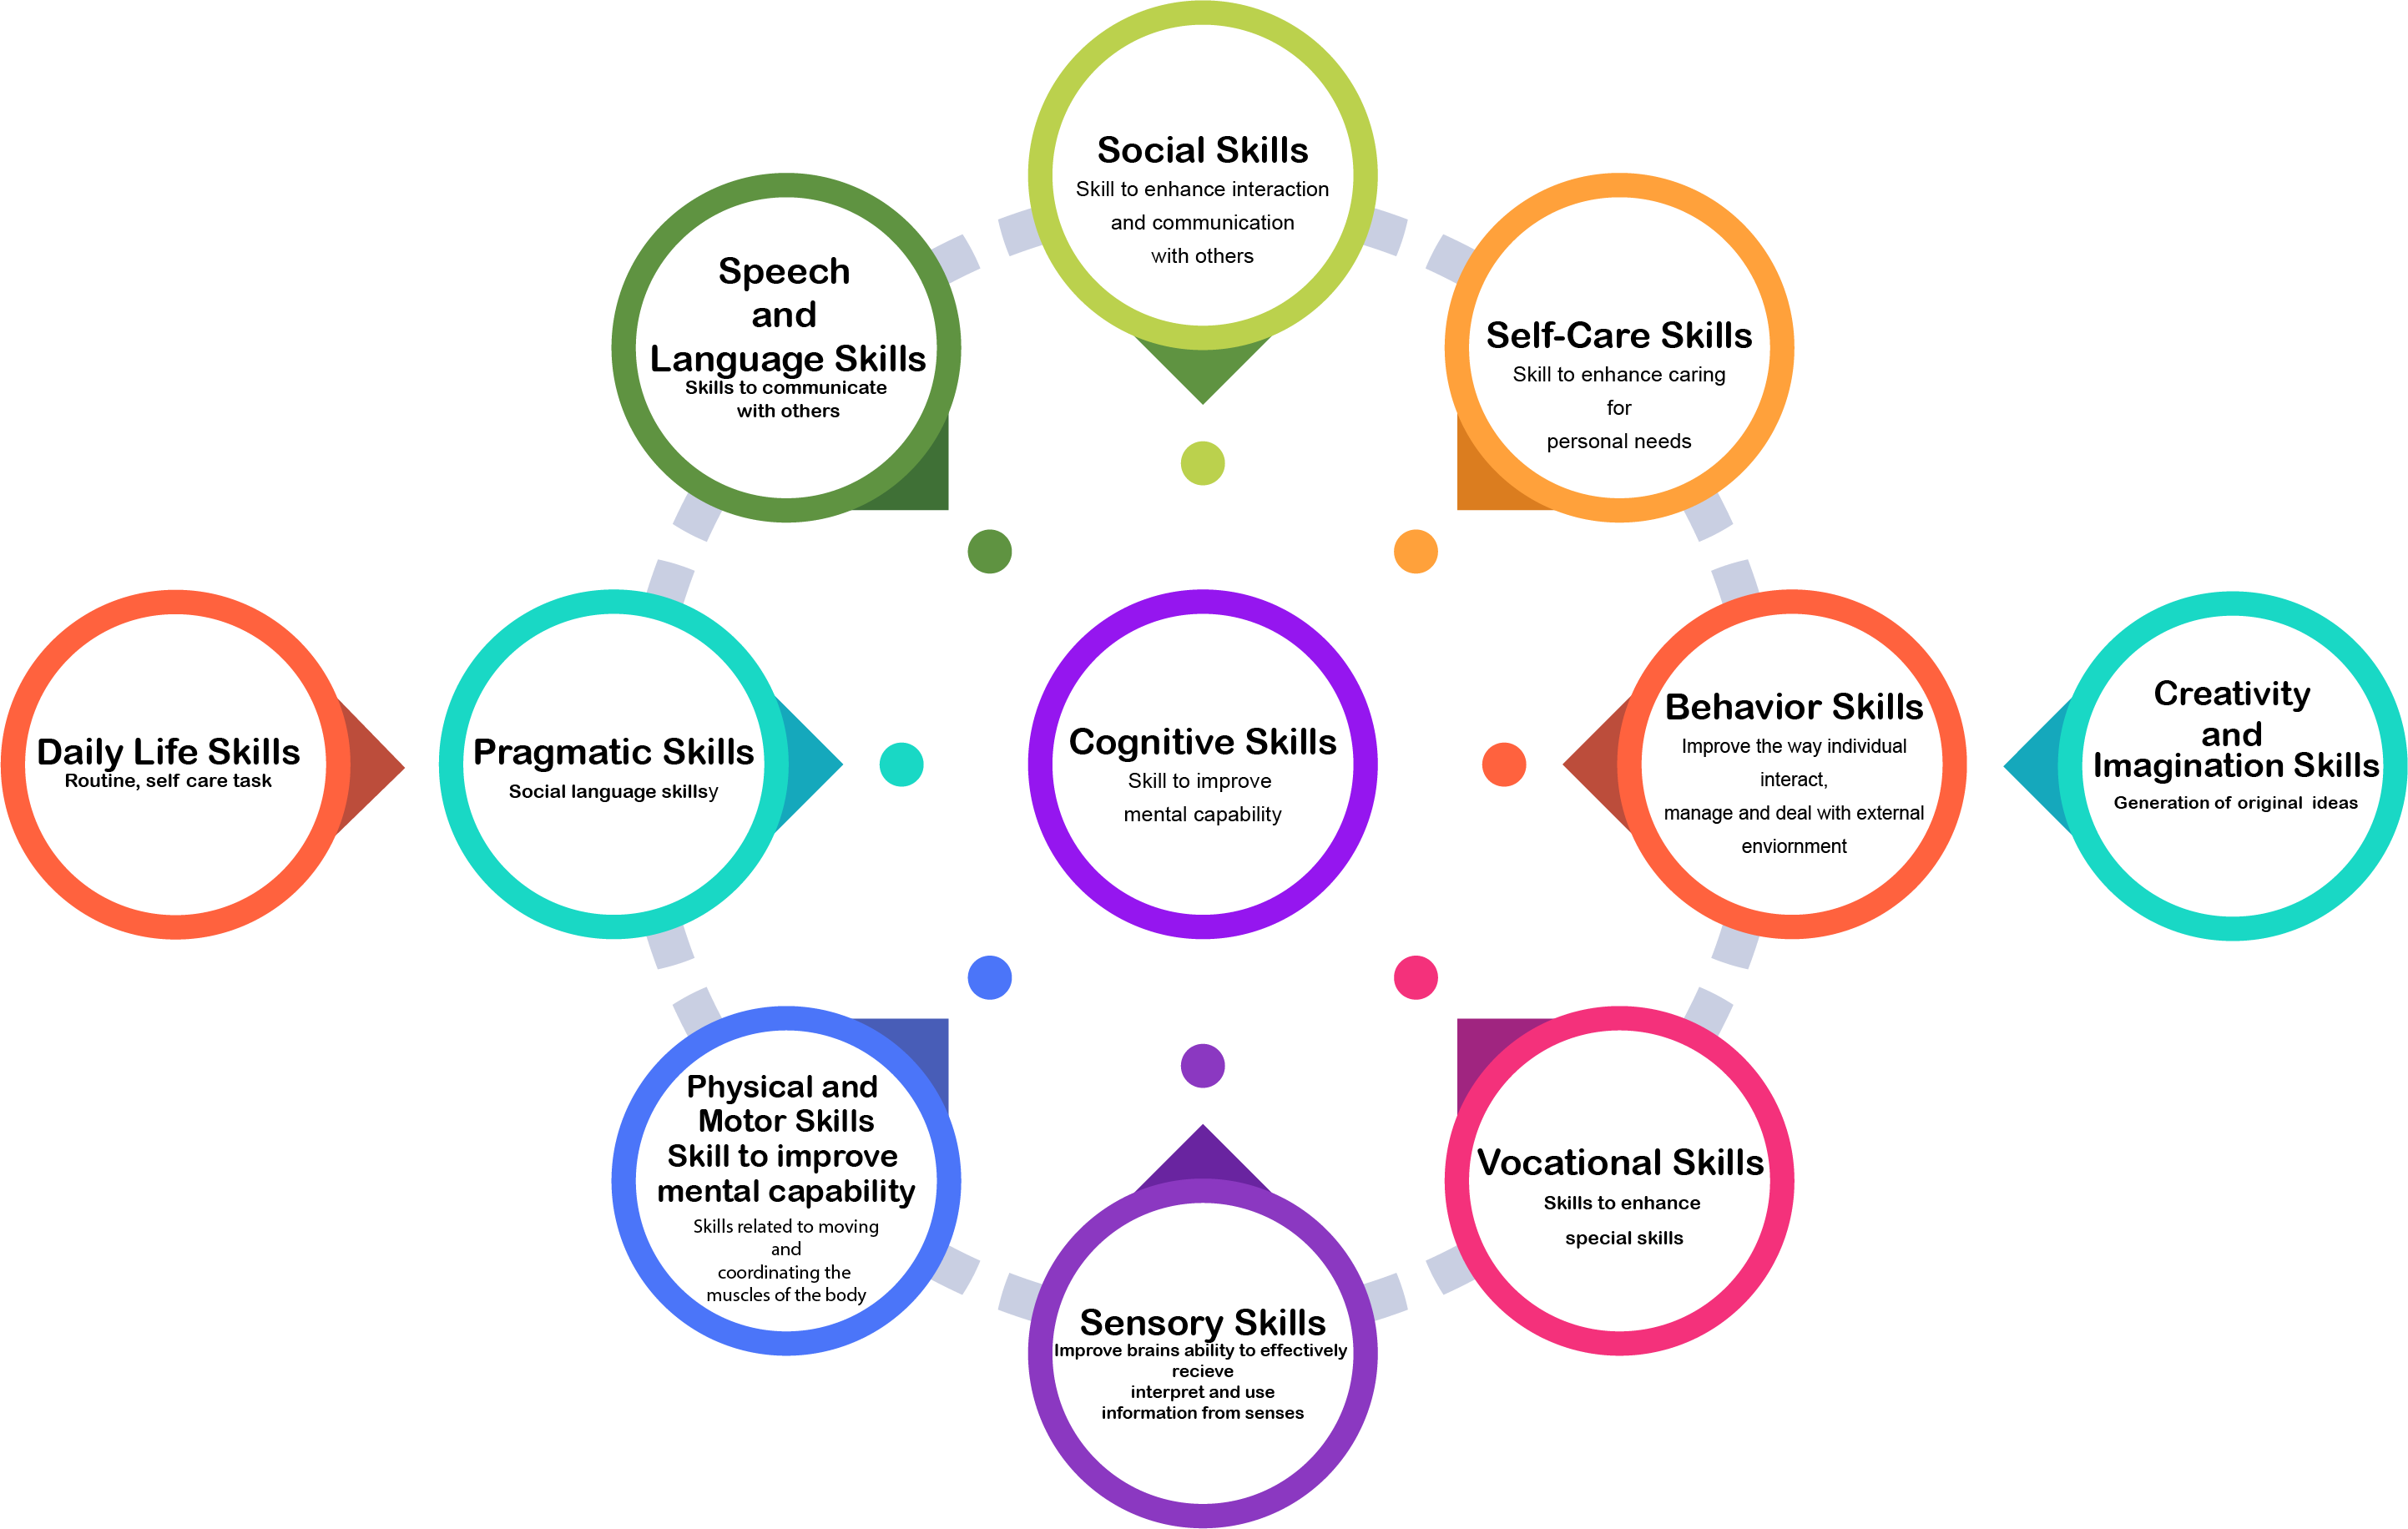 Social Skills
Skill to enhance interaction
and communication
with others
Speech
and
Language Skills
Skills to communicate
with others
Self-Care Skills
Skill to enhance caring
for
personal needs
Daily Life Skills
Routine, self care task
Pragmatic Skills
Social language skillsy
Cognitive Skills
Skill to improve
mental capability
Behavior Skills
Improve the way individual
interact,
manage and deal with external
enviornment
Creativity
and
Imagination Skills
Generation of original ideas
Physical and
Motor Skills
Skill to improve
mental capability
Skills related to moving
and
coordinating the
muscles of the body
Sensory Skills
Improve brains ability to effectively
recieve
interpret and use
information from senses
Vocational Skills
Skills to enhance
special skills